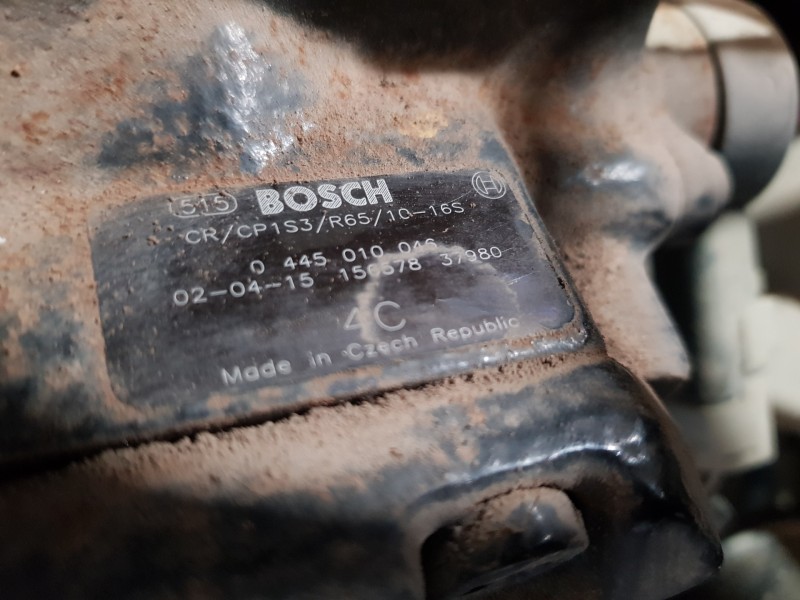 515 BOSCH
CR/CP1S3/R65/10-16S
0 445 010 046
02-04-15 37980
4C
Made in Czech Republic